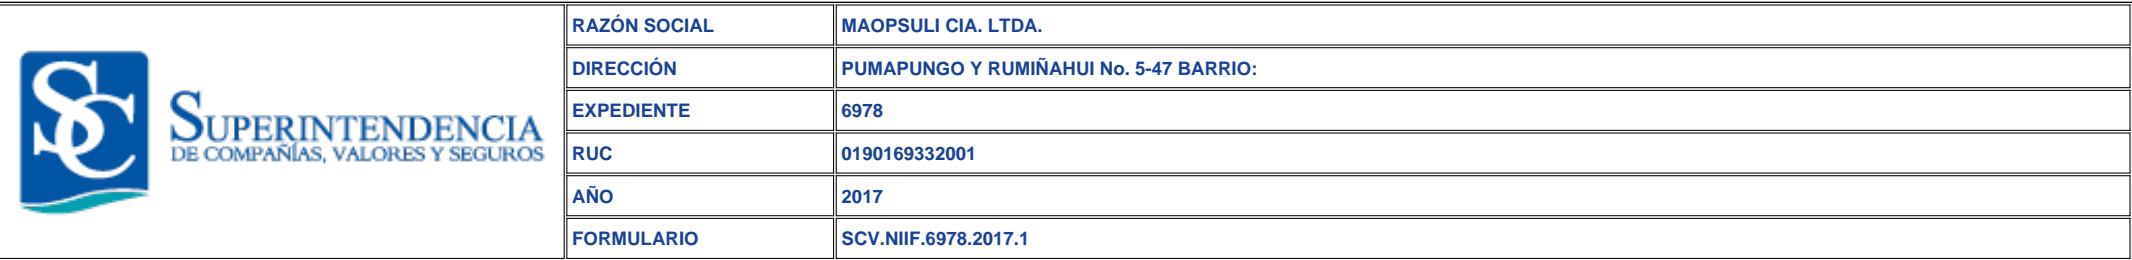 SC
SUPERINTENDENCIA
DE COMPAÑÍAS, VALORES Y SEGUROS
RAZÓN SOCIAL MAOPSULI CIA. LTDA.
DIRECCIÓN PUMAPUNGO Y RUMIÑAHUI No. 5-47 BARRIO:
EXPEDIENTE 6978
RUC 0190169332001
AÑO 2017
FORMULARIO SCV.NIIF.6978.2017.1